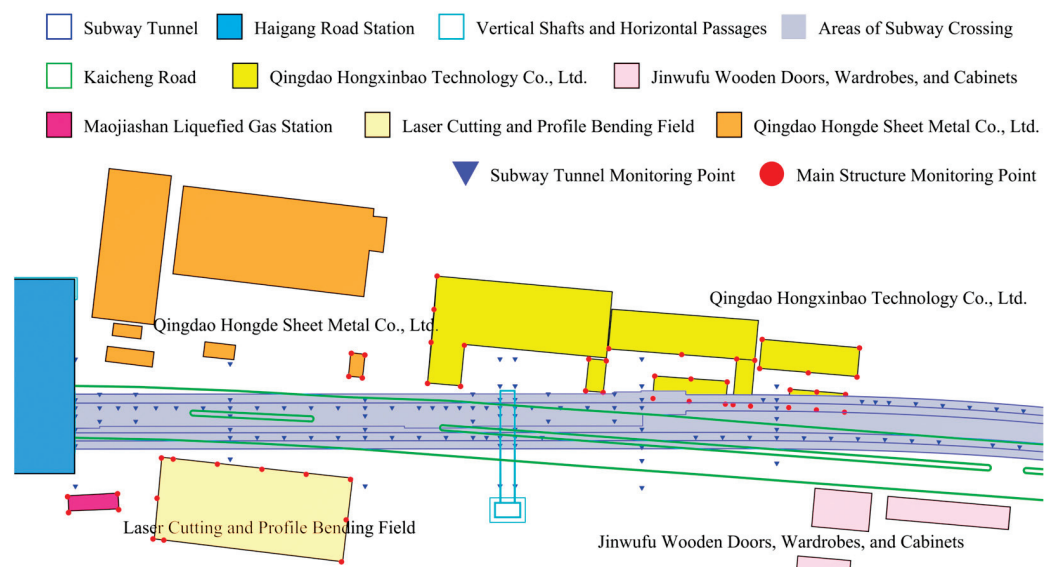 Subway Tunnel Haigang Road Station Vertical Shafts and Horizontal Passages Areas of Subway Crossing
Kaicheng Road Qingdao Hongxinbao Technology Co., Ltd. Jinwufu Wooden Doors, Wardrobes, and Cabinets
Maojiashan Liquefied Gas Station Laser Cutting and Profile Bending Field Qingdao Hongde Sheet Metal Co., Ltd.
Subway Tunnel Monitoring Point Main Structure Monitoring Point
Qingdao Hongxinbao Technology Co., Ltd.
Qingdao Hongde Sheet Metal Co., Ltd.
Laser Cutting and Profile Bending Field
Jinwufu Wooden Doors, Wardrobes, and Cabinets